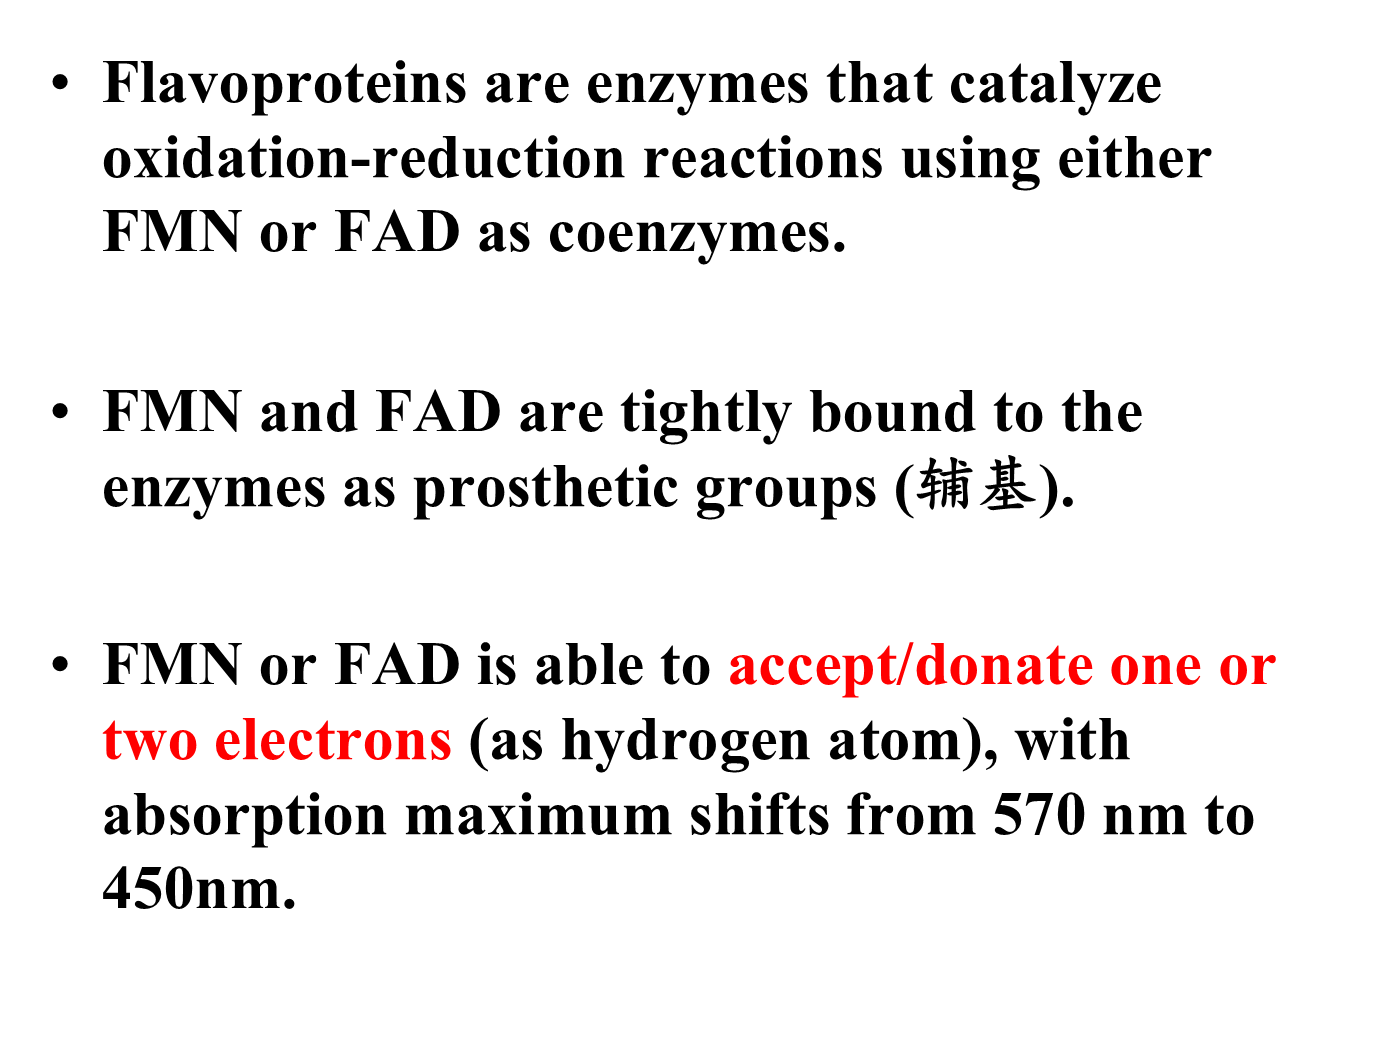 • Flavoproteins are enzymes that catalyze
oxidation-reduction reactions using either
FMN or FAD as coenzymes.
• FMN and FAD are tightly bound to the
enzymes as prosthetic groups (辅基).
• FMN or FAD is able to accept/donate one or
two electrons (as hydrogen atom), with
absorption maximum shifts from 570 nm to
450nm.